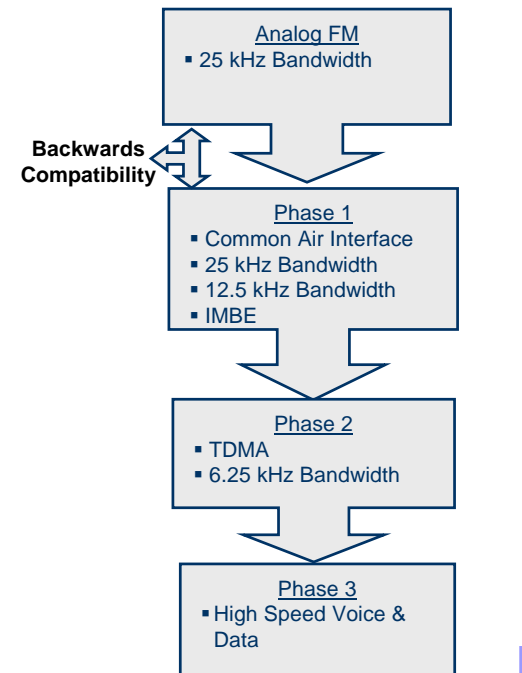 Analog FM
▪ 25 kHz Bandwidth
Backwards
Compatibility
Phase 1
▪ Common Air Interface
▪ 25 kHz Bandwidth
▪ 12.5 kHz Bandwidth
▪ IMBE
Phase 2
▪ TDMA
▪ 6.25 kHz Bandwidth
Phase 3
▪ High Speed Voice &
Data